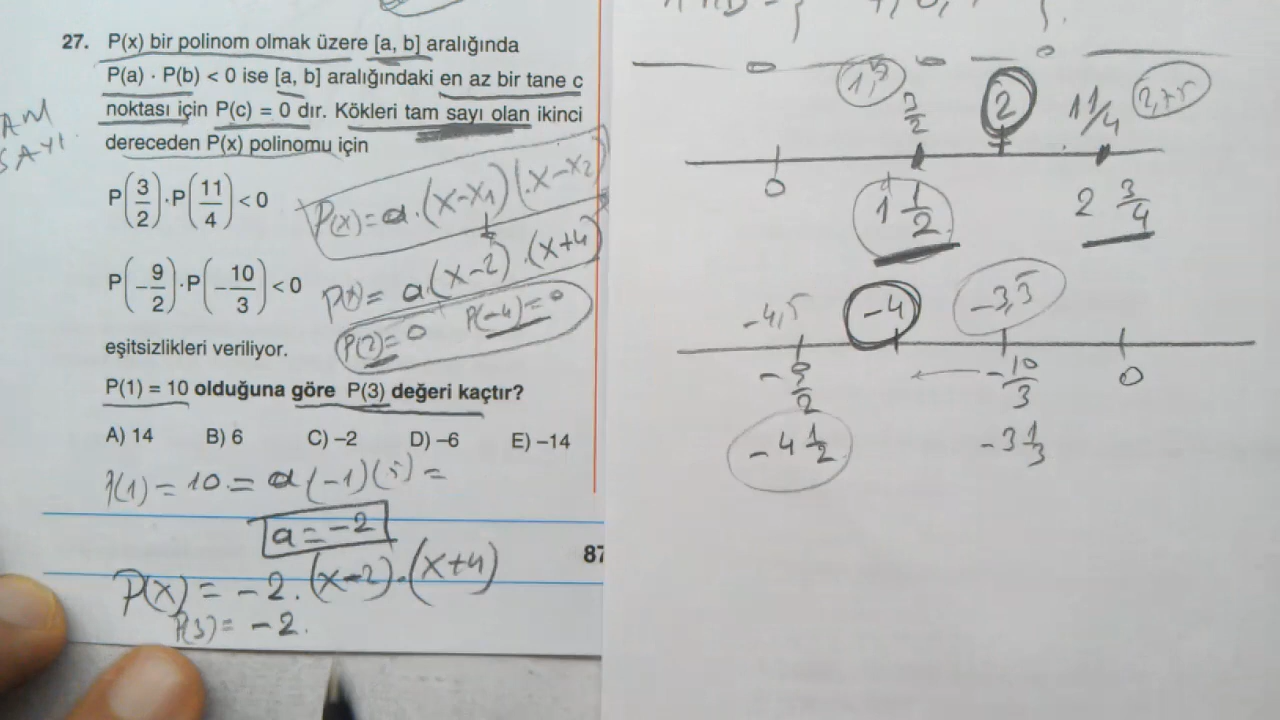 27. P(x) bir polinom olmak üzere [a, b] aralığında
P(a) · P(b) < 0 ise [a, b] aralığındaki en az bir tane c
noktası için P(c) = 0 dır. Kökleri tam sayı olan ikinci
dereceden P(x) polinomu için
P(3/2)·P(11/4) < 0
P(-9/2)·P(-10/3) < 0
eşitsizlikleri veriliyor.
P(1) = 10 olduğuna göre P(3) değeri kaçtır?
A) 14 B) 6 C) –2 D) –6 E) –14
87
SAYI
P(x) = a·(x-x1)(x-x2)
P(x) = a(x-2)·(x+4)
P(2)=0 P(-4)=0
P(1) = 10 = a(-1)(5) =
a = -2
P(x) = -2·(x-2)·(x+4)
P(3) = -2.
1,5 2 11/4 2,75
0 1 1/2 2 3/4
-4,5 -4 -3,3
-9/2 -10/3 0
-4 1/2 -3 1/3